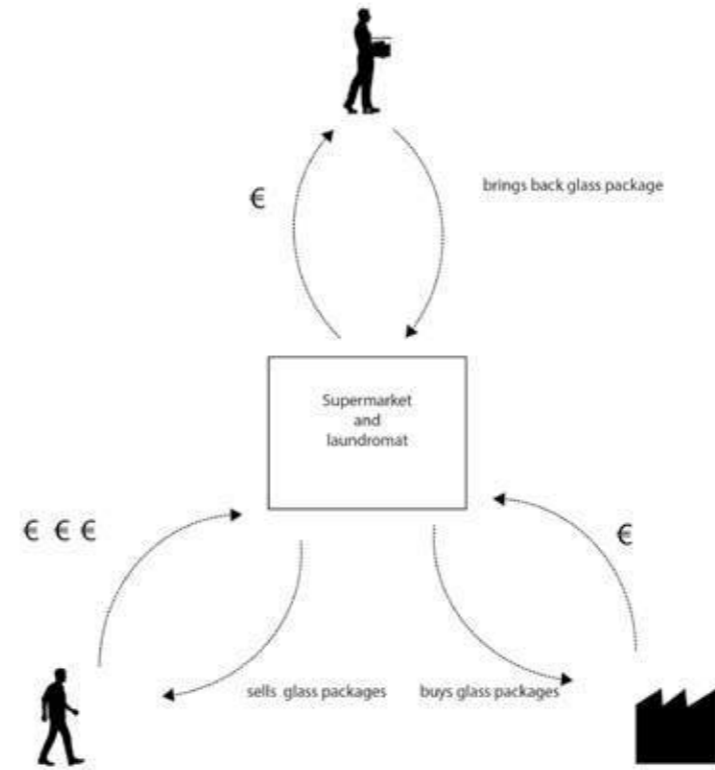 €
brings back glass package
Supermarket
and
laundromat
€ € €
€
sells glass packages
buys glass packages